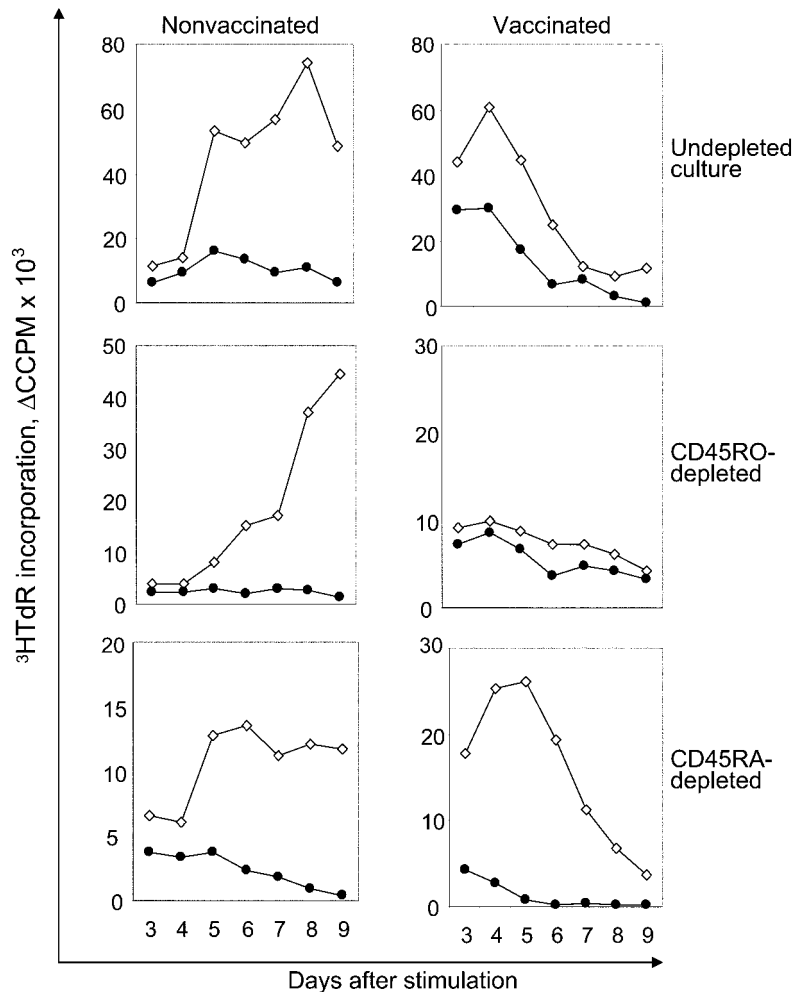 Nonvaccinated
Vaccinated
80
60
40
20
0
80
60
40
20
0
Undepleted
culture
50
40
30
20
10
0
30
20
10
0
CD45RO-
depleted
20
15
10
5
0
30
20
10
0
CD45RA-
depleted
3 4 5 6 7 8 9
3 4 5 6 7 8 9
Days after stimulation
³HTdR incorporation, ΔCCPM x 10³